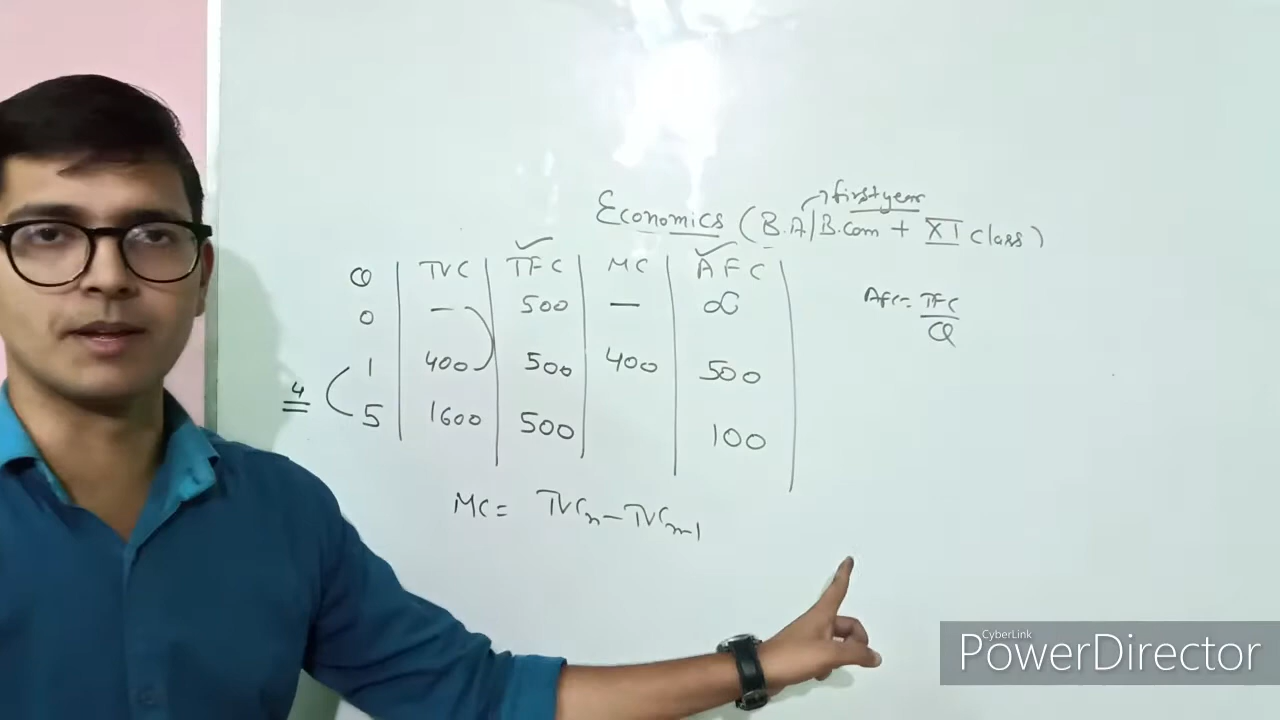 first year
Economics (B.A/B.com + XI class)
Q TVC TFC MC AFC
0 — 500 — ∝
1 400 500 400 500
4 5 1600 500 100
AFC = TFC
Q
MC = TVCn – TVCn-1
CyberLink
PowerDirector